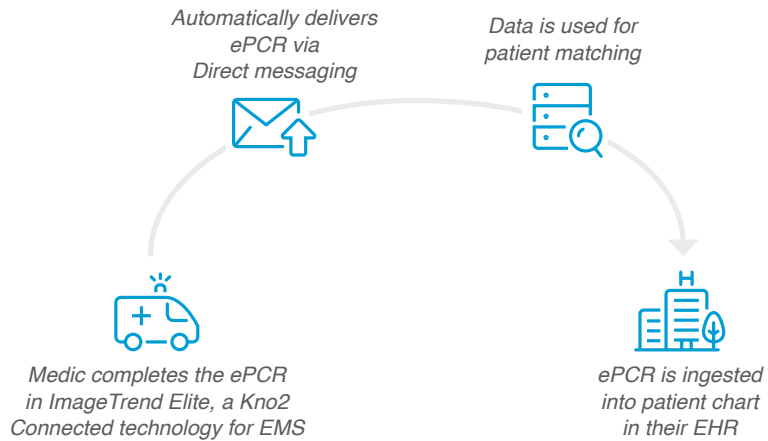 Automatically delivers
ePCR via
Direct messaging
Data is used for
patient matching
Medic completes the ePCR
in ImageTrend Elite, a Kno2
Connected technology for EMS
H
ePCR is ingested
into patient chart
in their EHR